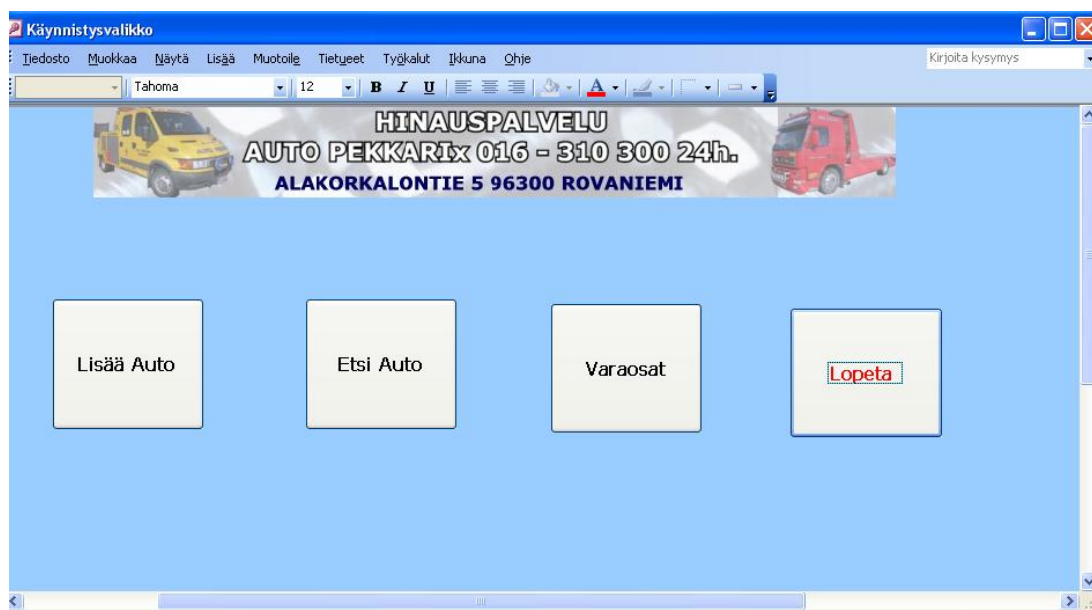 Käynnistysvalikko
Tiedosto Muokkaa Näytä Lisää Muotoile Tietueet Työkalut Ikkuna Ohje Kirjoita kysymys
Tahoma 12 B I U A
HINAUSPALVELU
AUTO PEKKARIx 016 - 310 300 24h.
ALAKORKALONTIE 5 96300 ROVANIEMI
Lisää Auto Etsi Auto Varaosat Lopeta